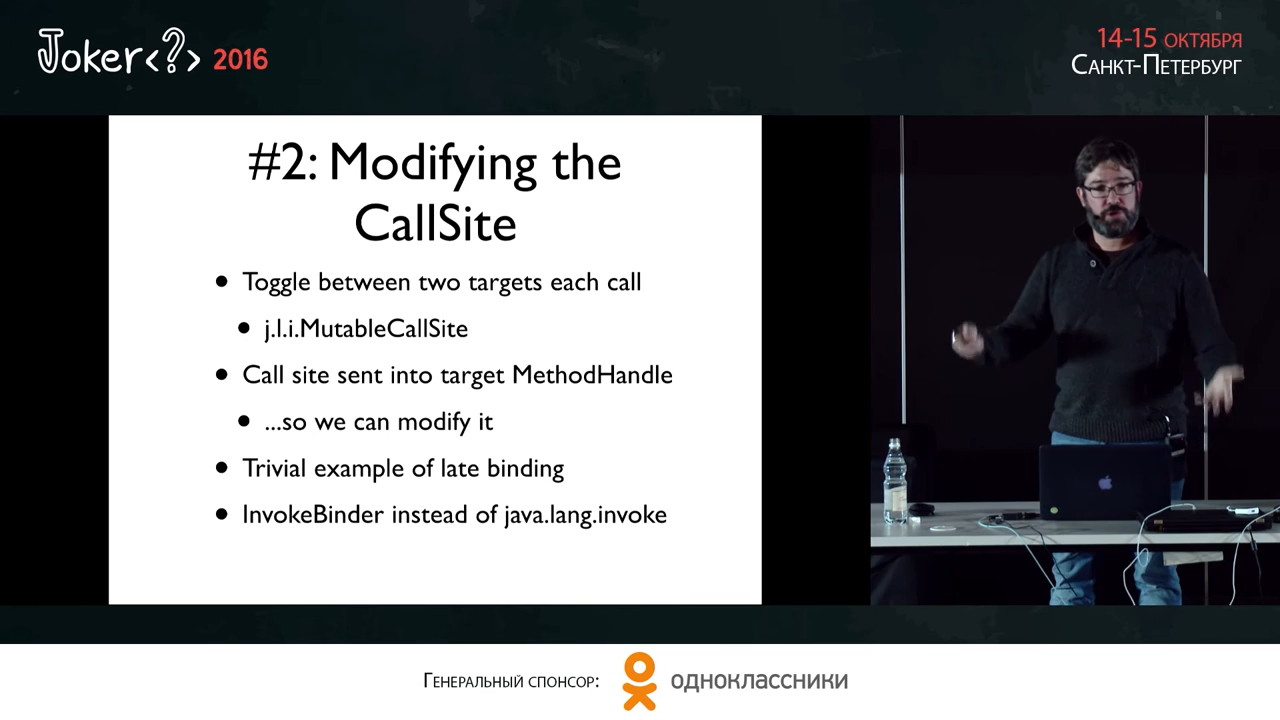 Joker<?> 2016
14-15 октября
Санкт-Петербург
#2: Modifying the
CallSite
• Toggle between two targets each call
• j.l.i.MutableCallSite
• Call site sent into target MethodHandle
• ...so we can modify it
• Trivial example of late binding
• InvokeBinder instead of java.lang.invoke
Генеральный спонсор:
одноклассники